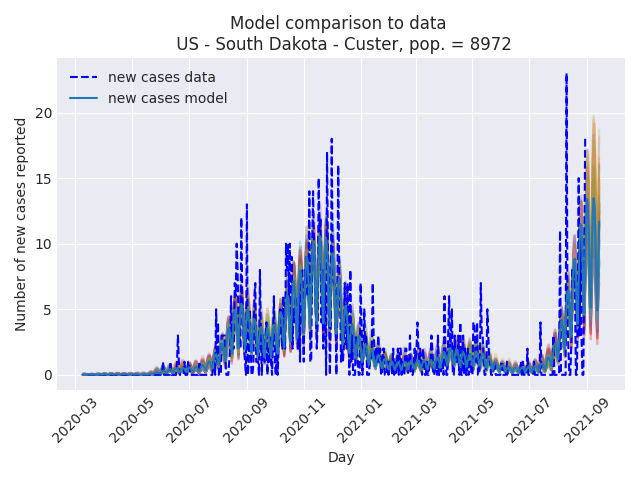 Model comparison to data
US - South Dakota - Custer, pop. = 8972
new cases data
new cases model
Number of new cases reported
20
15
10
5
0
2020-03
2020-05
2020-07
2020-09
2020-11
2021-01
2021-03
2021-05
2021-07
2021-09
Day